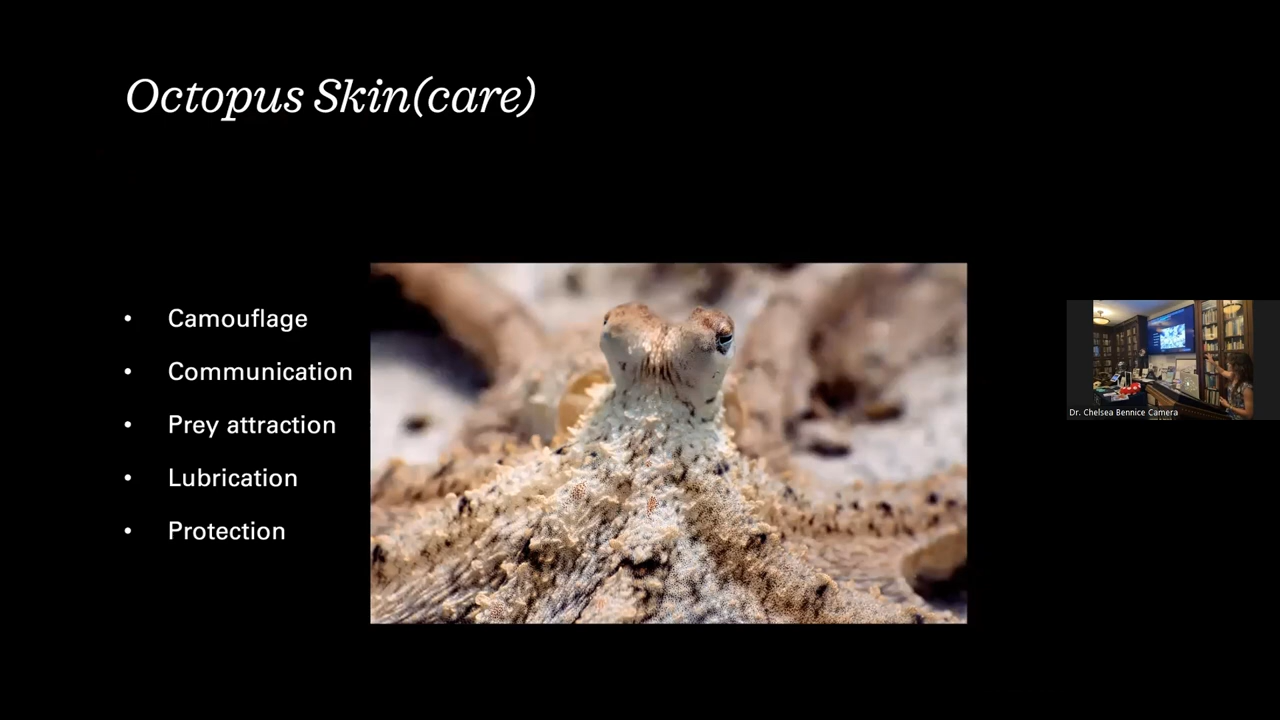 Octopus Skin(care)
• Camouflage
• Communication
• Prey attraction
• Lubrication
• Protection
Dr. Chelsea Bennice Camera